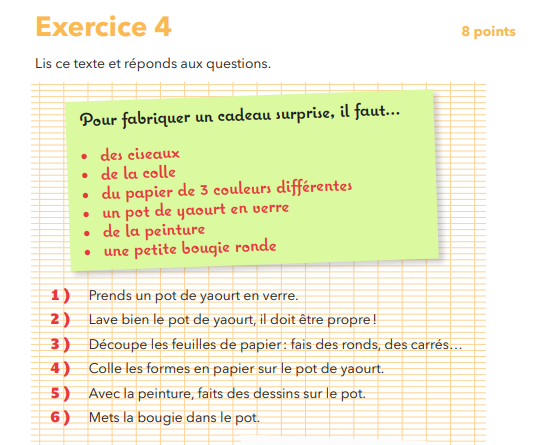 Exercice 4
8 points
Lis ce texte et réponds aux questions.
Pour fabriquer un cadeau surprise, il faut...
• des ciseaux
• de la colle
• du papier de 3 couleurs différentes
• un pot de yaourt en verre
• de la peinture
• une petite bougie ronde
1) Prends un pot de yaourt en verre.
2) Lave bien le pot de yaourt, il doit être propre !
3) Découpe les feuilles de papier : fais des ronds, des carrés...
4) Colle les formes en papier sur le pot de yaourt.
5) Avec la peinture, faits des dessins sur le pot.
6) Mets la bougie dans le pot.